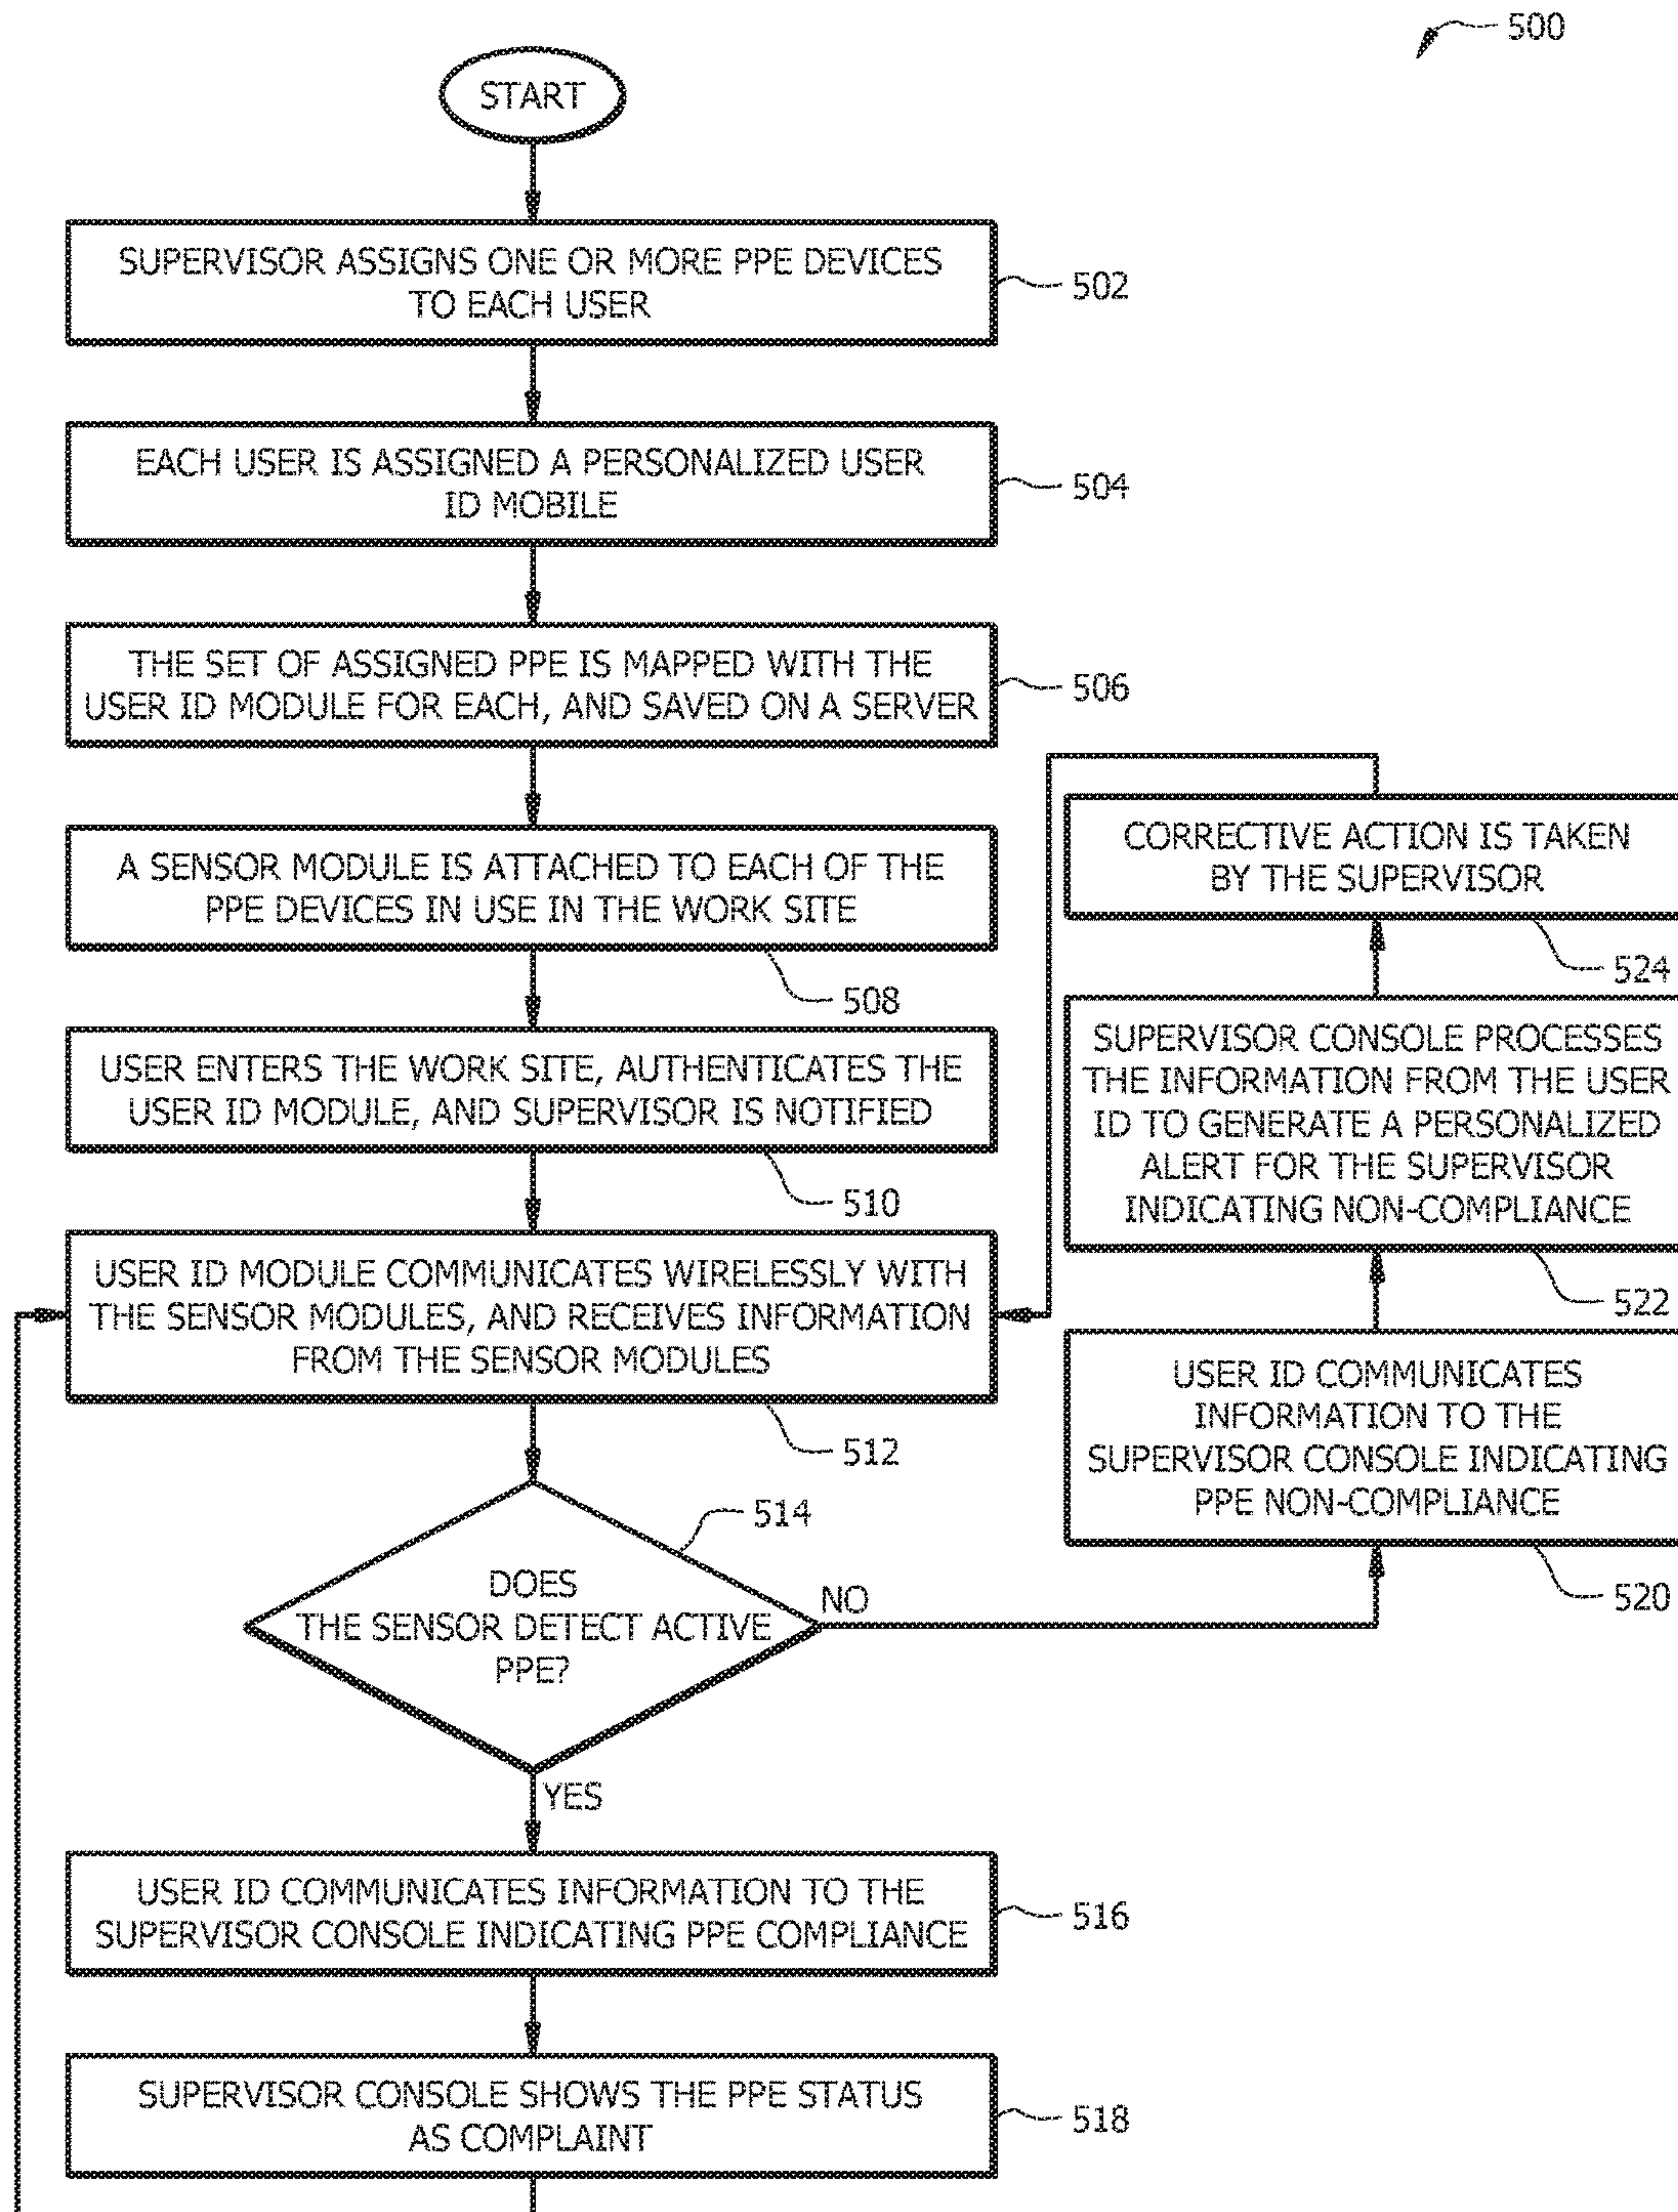 500
START
SUPERVISOR ASSIGNS ONE OR MORE PPE DEVICES
TO EACH USER
502
EACH USER IS ASSIGNED A PERSONALIZED USER
ID MOBILE
504
THE SET OF ASSIGNED PPE IS MAPPED WITH THE
USER ID MODULE FOR EACH, AND SAVED ON A SERVER
506
A SENSOR MODULE IS ATTACHED TO EACH OF THE
PPE DEVICES IN USE IN THE WORK SITE
508
USER ENTERS THE WORK SITE, AUTHENTICATES THE
USER ID MODULE, AND SUPERVISOR IS NOTIFIED
510
USER ID MODULE COMMUNICATES WIRELESSLY WITH
THE SENSOR MODULES, AND RECEIVES INFORMATION
FROM THE SENSOR MODULES
512
DOES
THE SENSOR DETECT ACTIVE
PPE?
514
NO
YES
USER ID COMMUNICATES INFORMATION TO THE
SUPERVISOR CONSOLE INDICATING PPE COMPLIANCE
516
SUPERVISOR CONSOLE SHOWS THE PPE STATUS
AS COMPLAINT
518
CORRECTIVE ACTION IS TAKEN
BY THE SUPERVISOR
524
SUPERVISOR CONSOLE PROCESSES
THE INFORMATION FROM THE USER
ID TO GENERATE A PERSONALIZED
ALERT FOR THE SUPERVISOR
INDICATING NON-COMPLIANCE
522
USER ID COMMUNICATES
INFORMATION TO THE
SUPERVISOR CONSOLE INDICATING
PPE NON-COMPLIANCE
520